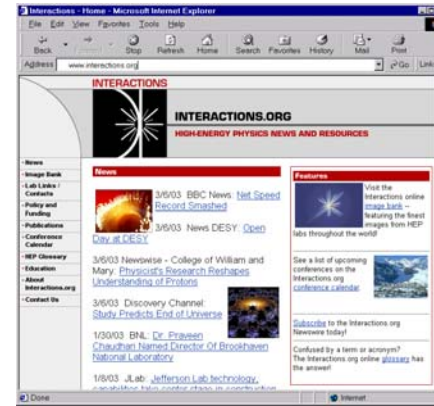 Interactions - Home - Microsoft Internet Explorer
File Edit View Favorites Tools Help
Back Forward Stop Refresh Home Search Favorites History Mail Print
Address www.interactions.org Go Link
INTERACTIONS
INTERACTIONS.ORG
HIGH-ENERGY PHYSICS NEWS AND RESOURCES
-News
-Image Bank
-Lab Links /
Contacts
-Policy and
Funding
-Publications
-Conference
Calendar
-HEP Glossary
-Education
-About
Interactions.org
-Contact Us
News
3/6/03 BBC News: Net Speed
Record Smashed
3/6/03 News DESY: Open
Day at DESY
3/6/03 Newswise - College of William and
Mary: Physicist's Research Reshapes
Understanding of Protons
3/6/03 Discovery Channel:
Study Predicts End of Universe
1/30/03 BNL: Dr. Praveen
Chaudhari Named Director Of Brookhaven
National Laboratory
1/8/03 JLab: Jefferson Lab technology,
capabilities take center stage in construction
Features
Visit the
Interactions online
image bank -
featuring the finest
images from HEP
labs throughout the world!
See a list of upcoming
conferences on the
Interactions.org
conference calendar.
Subscribe to the Interactions.org
Newswire today!
Confused by a term or acronym?
The Interactions.org online glossary has
the answer!
Done Internet